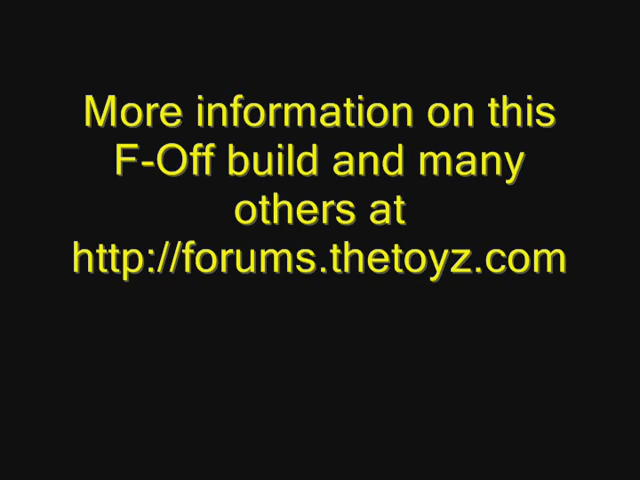 More information on this
F-Off build and many
others at
http://forums.thetoyz.com